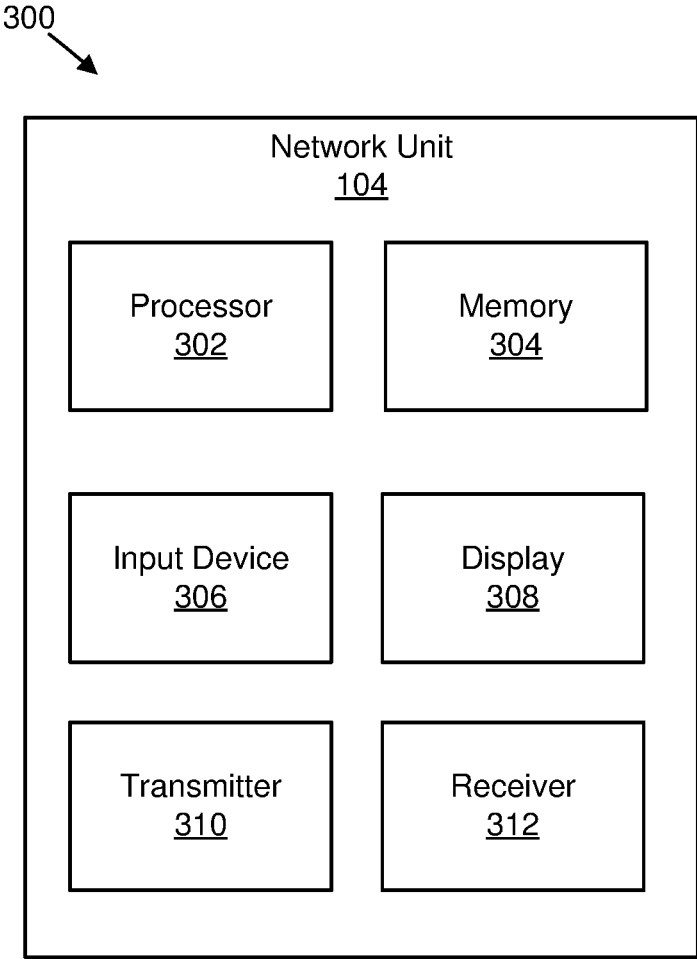 300
Network Unit
104
Processor
302
Memory
304
Input Device
306
Display
308
Transmitter
310
Receiver
312